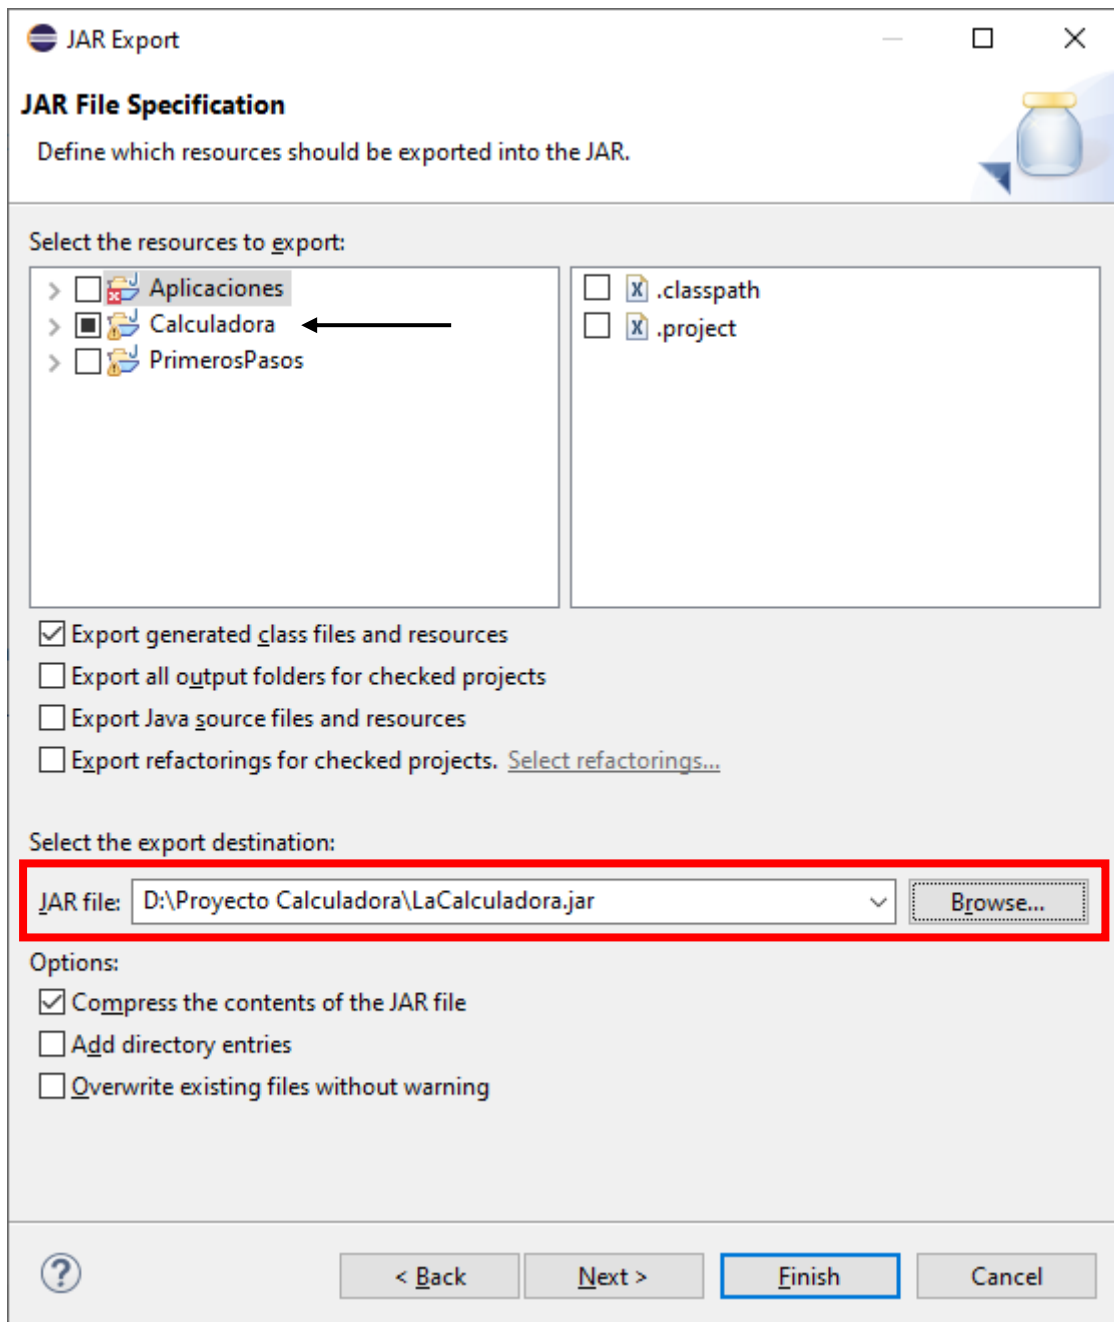 JAR Export
JAR File Specification
Define which resources should be exported into the JAR.
Select the resources to export:
Aplicaciones
Calculadora
PrimerosPasos
.classpath
.project
Export generated class files and resources
Export all output folders for checked projects
Export Java source files and resources
Export refactorings for checked projects. Select refactorings...
Select the export destination:
JAR file: D:\Proyecto Calculadora\LaCalculadora.jar Browse...
Options:
Compress the contents of the JAR file
Add directory entries
Overwrite existing files without warning
? < Back Next > Finish Cancel